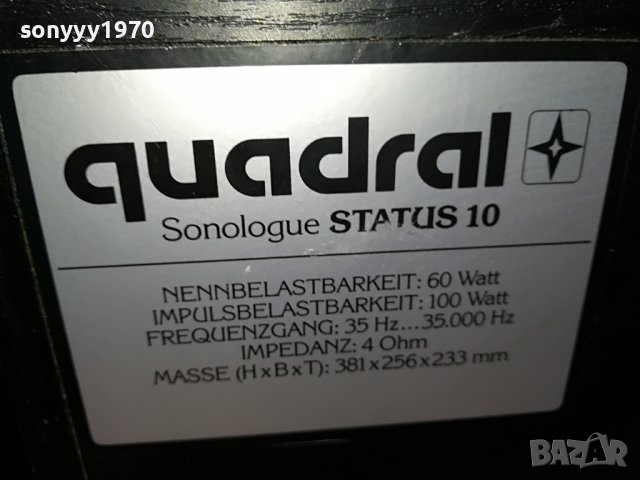 sonyyy1970
quadral
Sonologue STATUS 10
NENNBELASTBARKEIT: 60 Watt
IMPULSBELASTBARKEIT: 100 Watt
FREQUENZGANG: 35 Hz...35.000 Hz
IMPEDANZ: 4 Ohm
MASSE (HxBxT): 381x256x233 mm
BAZAR